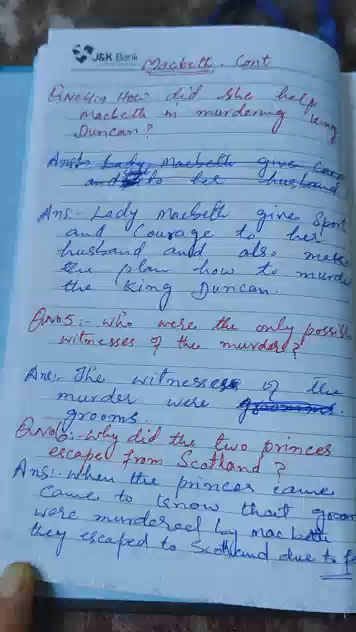 J&K Bank
Macbeth. Cont
Q No 4:- How did she help
Macbeth in murdering King
Duncan?
Ans:- Lady Macbeth give
and to her husband
Ans:- Lady Macbeth give Sport
and Courage to her
husband and also make
the plan how to murde
the King Duncan.
Q No 5:- Who were the only possib
witnesses of the murder?
Ans:- The witnesses of the
murder were grooms.
grooms.
Q No 6:- Why did the two princes
escape from Scotland?
Ans:- When the princes came
came to know that groom
were murdered by Macbeth
they escaped to Scotland due to